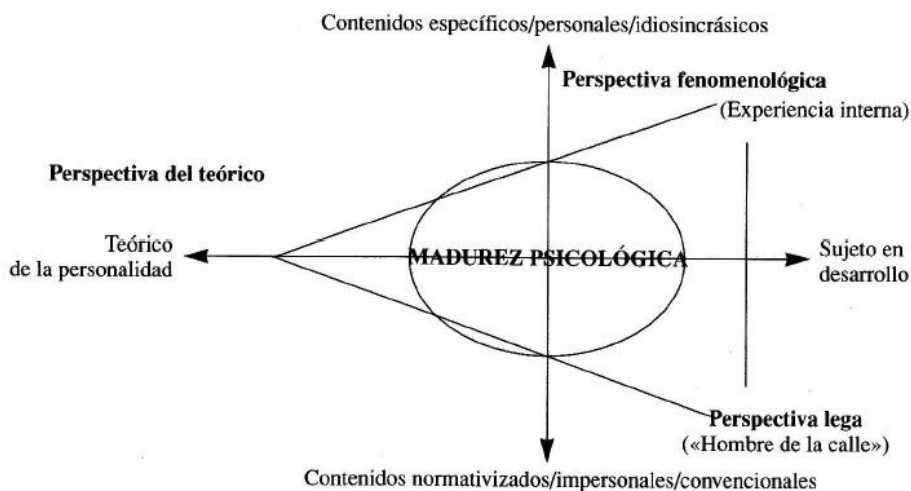 Contenidos específicos/personales/idiosincrásicos
Perspectiva fenomenológica
(Experiencia interna)
Perspectiva del teórico
Teórico
de la personalidad
MADUREZ PSICOLÓGICA
Sujeto en
desarrollo
Perspectiva lega
(«Hombre de la calle»)
Contenidos normativizados/impersonales/convencionales